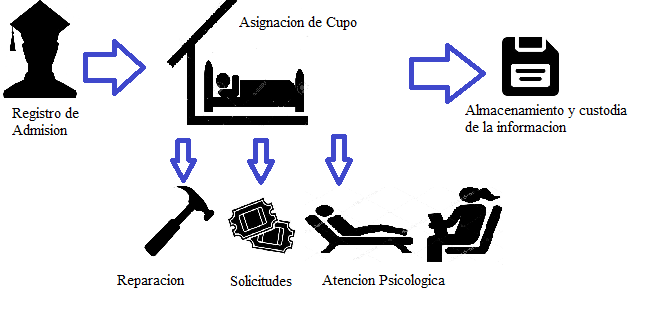 Asignacion de Cupo
Registro de
Admision
Almacenamiento y custodia
de la informacion
Reparacion
Solicitudes
Atencion Psicologica